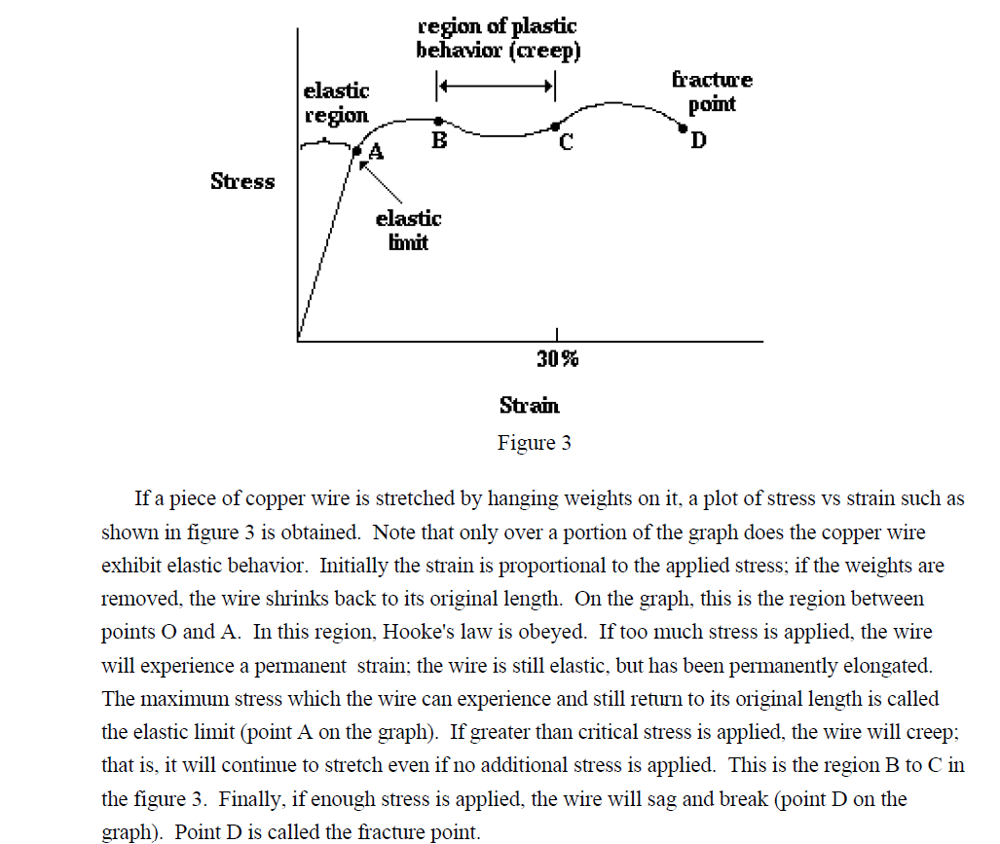 region of plastic
behavior (creep)
elastic
region
fracture
point
A
B
C
D
Stress
elastic
limit
30%
Strain
Figure 3
If a piece of copper wire is stretched by hanging weights on it, a plot of stress vs strain such as
shown in figure 3 is obtained.  Note that only over a portion of the graph does the copper wire
exhibit elastic behavior.  Initially the strain is proportional to the applied stress; if the weights are
removed, the wire shrinks back to its original length.  On the graph, this is the region between
points O and A.  In this region, Hooke's law is obeyed.  If too much stress is applied, the wire
will experience a permanent  strain; the wire is still elastic, but has been permanently elongated.
The maximum stress which the wire can experience and still return to its original length is called
the elastic limit (point A on the graph).  If greater than critical stress is applied, the wire will creep;
that is, it will continue to stretch even if no additional stress is applied.  This is the region B to C in
the figure 3.  Finally, if enough stress is applied, the wire will sag and break (point D on the
graph).  Point D is called the fracture point.